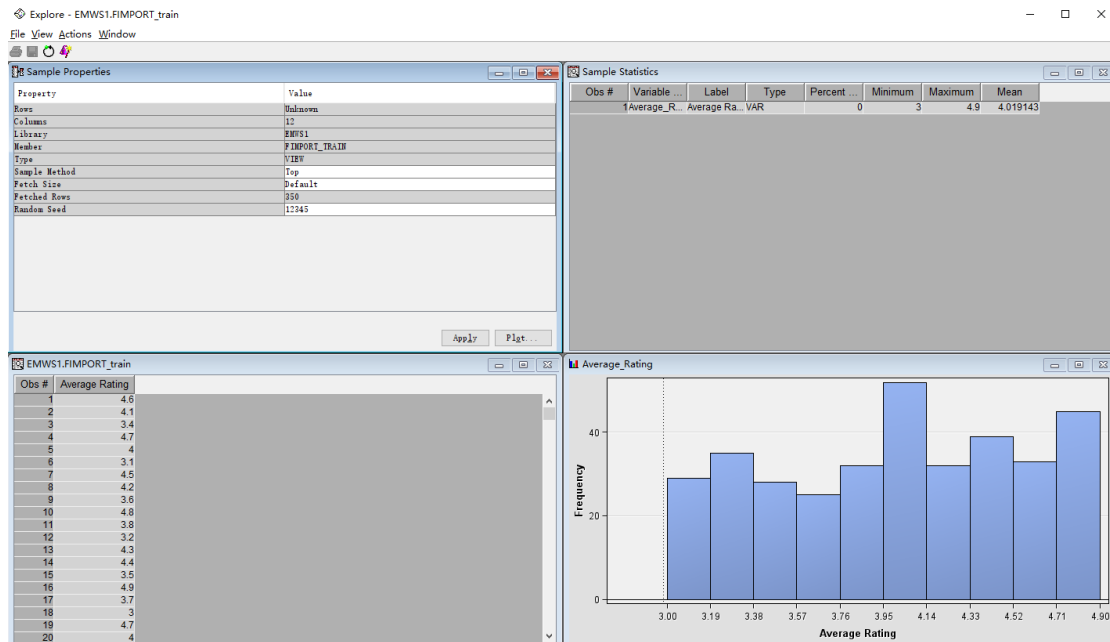 Explore - EMWS1.FIMPORT_train
File View Actions Window
Sample Properties
Property Value
Rows Unknown
Columns 12
Library EMWS1
Member FIMPORT_TRAIN
Type VIEW
Sample Method Top
Fetch Size Default
Fetched Rows 350
Random Seed 12345
Apply Plot...
Sample Statistics
Obs # Variable ... Label Type Percent ... Minimum Maximum Mean
1 Average_R... Average Ra... VAR 0 3 4.9 4.019143
EMWS1.FIMPORT_train
Obs # Average Rating
1 4.6
2 4.1
3 3.4
4 4.7
5 4
6 3.1
7 4.5
8 4.2
9 3.6
10 4.8
11 3.8
12 3.2
13 4.3
14 4.4
15 3.5
16 4.9
17 3.7
18 3
19 4.7
20 4
Average_Rating
Frequency
40
20
0
3.00 3.19 3.38 3.57 3.76 3.95 4.14 4.33 4.52 4.71 4.90
Average Rating